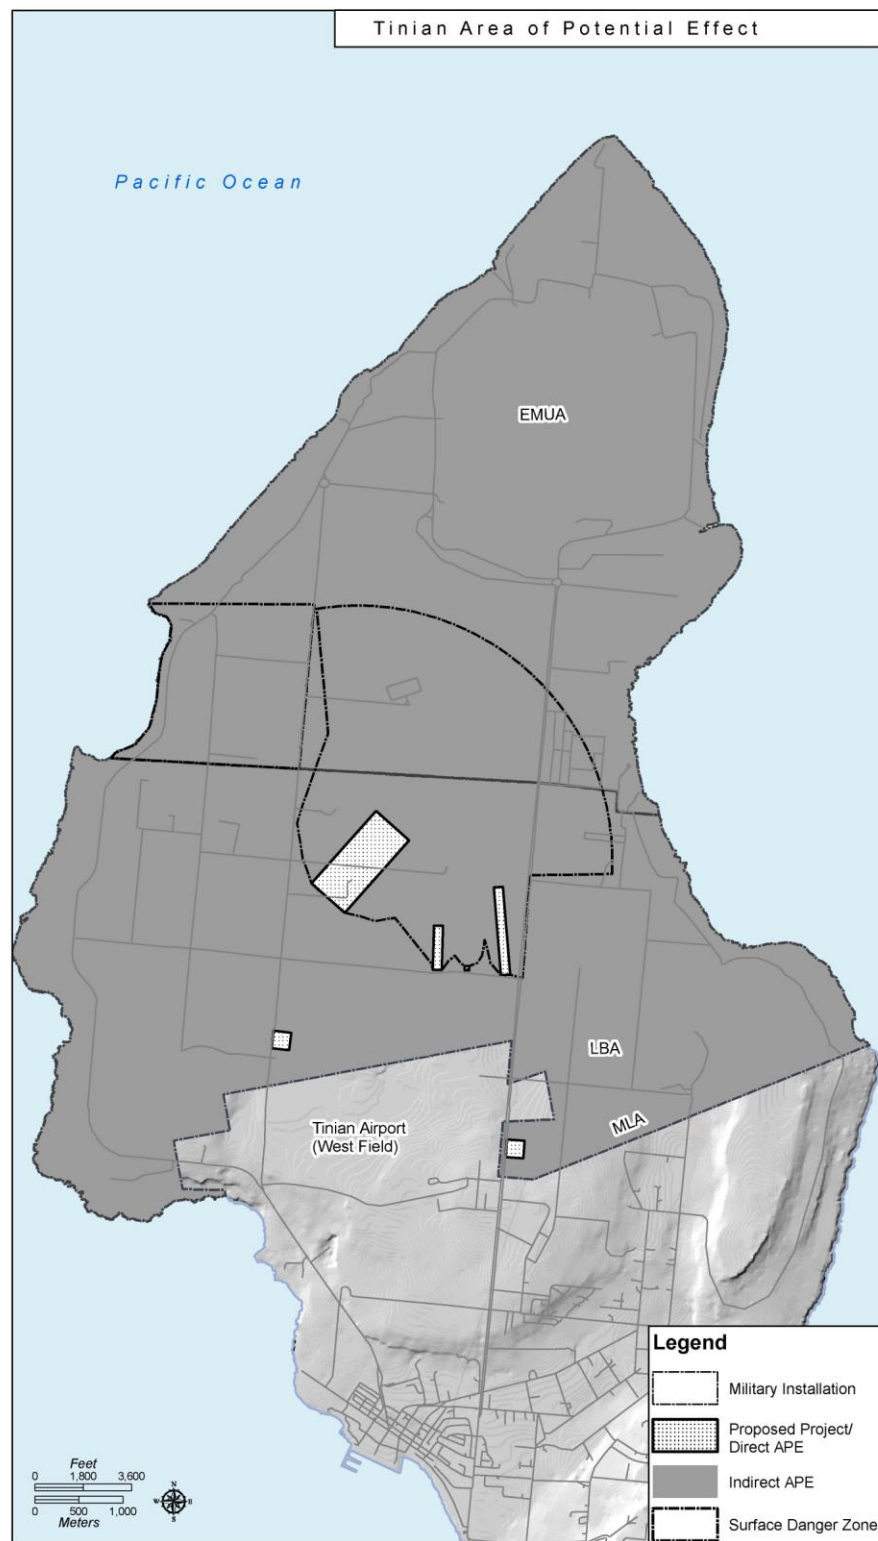 Tinian Area of Potential Effect
Pacific Ocean
EMUA
LBA
MLA
Tinian Airport
(West Field)
Legend
Military Installation
Proposed Project/
Direct APE
Indirect APE
Surface Danger Zone
Feet
0 1,800 3,600
0 500 1,000
Meters
N
W E
S